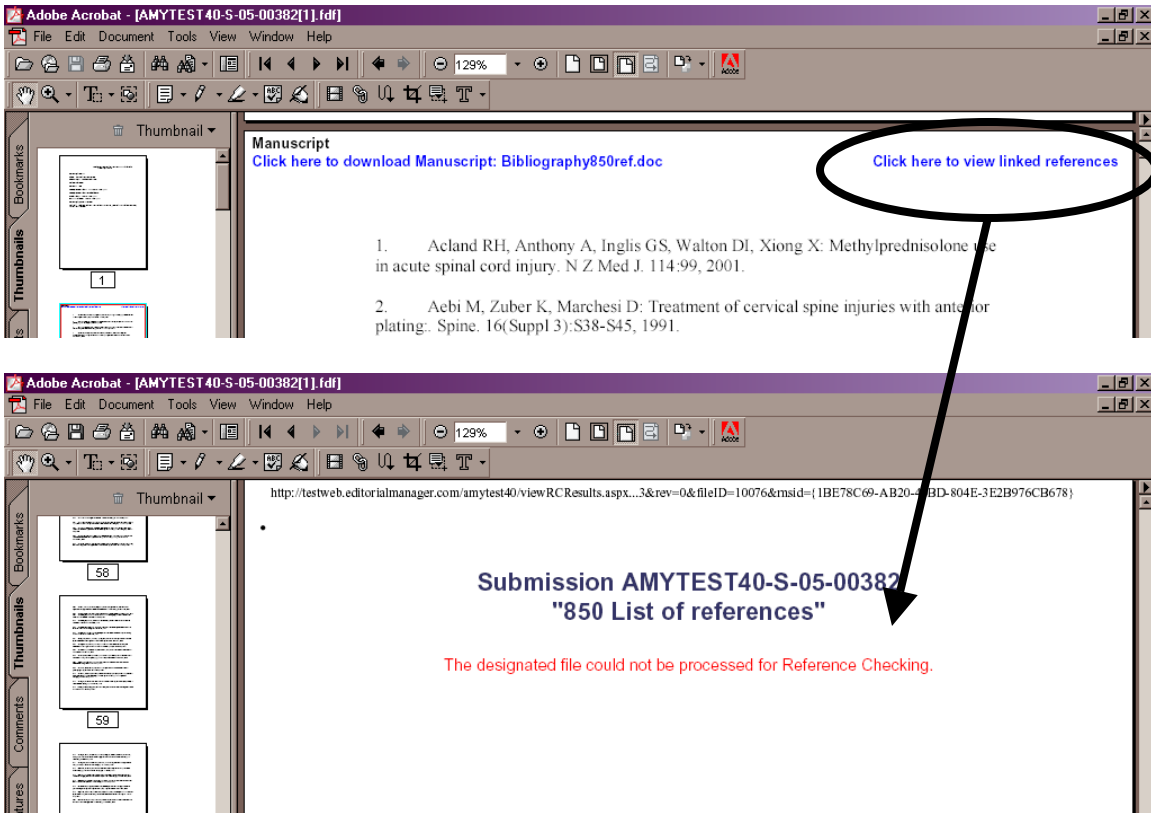 Adobe Acrobat - [AMYTEST40-S-05-00382[1].fdf]
File Edit Document Tools View Window Help
129%
Adobe
Thumbnail
Bookmarks
Thumbnails
1
Manuscript
Click here to download Manuscript: Bibliography850ref.doc Click here to view linked references
1. Acland RH, Anthony A, Inglis GS, Walton DI, Xiong X: Methylprednisolone use
in acute spinal cord injury. N Z Med J. 114:99, 2001.
2. Aebi M, Zuber K, Marchesi D: Treatment of cervical spine injuries with anterior
plating:. Spine. 16(Suppl 3):S38-S45, 1991.
Adobe Acrobat - [AMYTEST40-S-05-00382[1].fdf]
File Edit Document Tools View Window Help
129%
Adobe
Thumbnail
Bookmarks
Thumbnails
Comments
58
59
http://testweb.editorialmanager.com/amytest40/viewRCResults.aspx...3&rev=0&fileID=10076&msid={1BE78C69-AB20- BD-804E-3E2B976CB678}
Submission AMYTEST40-S-05-00382
"850 List of references"
The designated file could not be processed for Reference Checking.